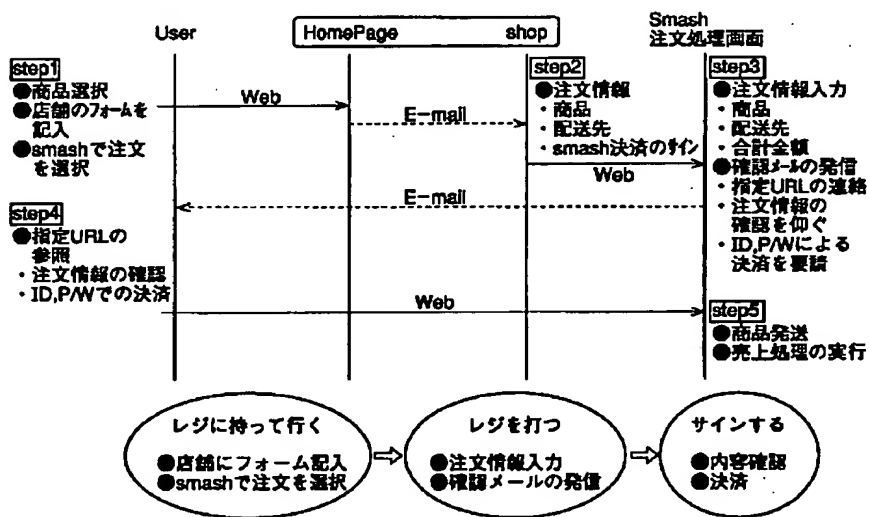 User
HomePage
shop
Smash
注文処理画面
step1
●商品選択
●店舗のフォームを
記入
●smashで注文
を選択
Web
E-mail
step2
●注文情報
・商品
・配送先
・smash決済のサイン
Web
step3
●注文情報入力
・商品
・配送先
・合計金額
●確認メールの発信
・指定URLの連絡
・注文情報の
確認を仰ぐ
・ID,P/Wによる
決済を要請
E-mail
step4
●指定URLの
参照
・注文情報の確認
・ID,P/Wでの決済
Web
step5
●商品発送
●売上処理の実行
レジに持って行く
●店舗にフォーム記入
●smashで注文を選択
レジを打つ
●注文情報入力
●確認メールの発信
サインする
●内容確認
●決済